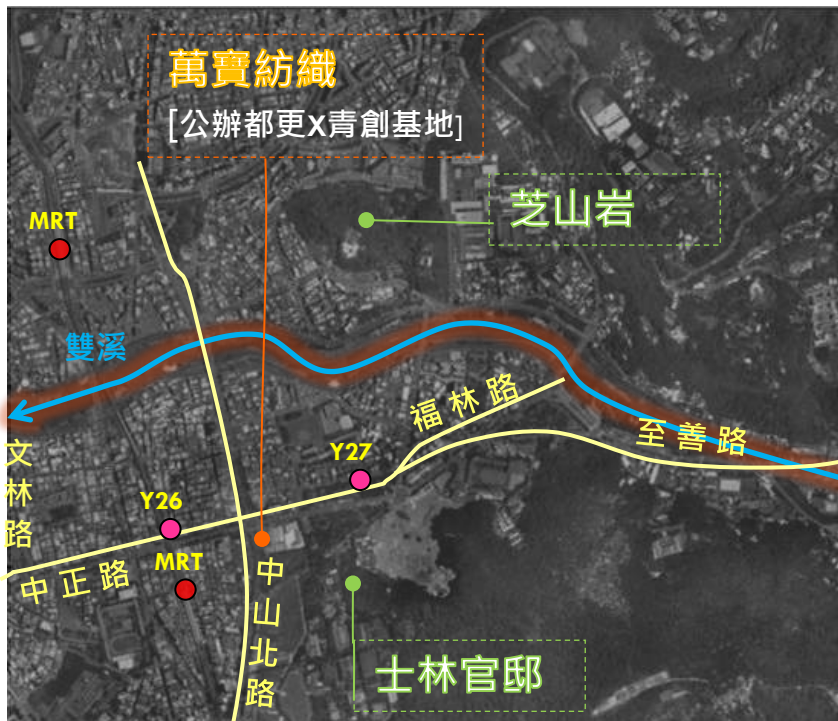 萬寶紡織
[公辦都更X青創基地]
芝山岩
MRT
雙溪
福林路
至善路
文林路
Y27
Y26
MRT
中正路
中山北路
士林官邸